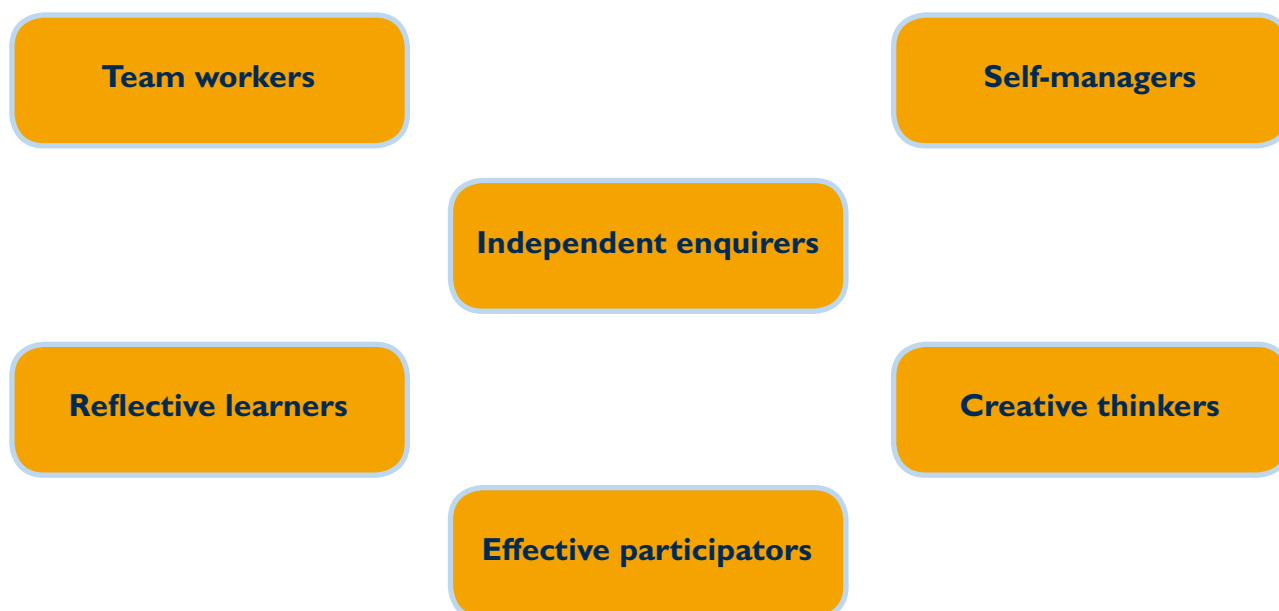 Team workers
Self-managers
Independent enquirers
Reflective learners
Creative thinkers
Effective participators